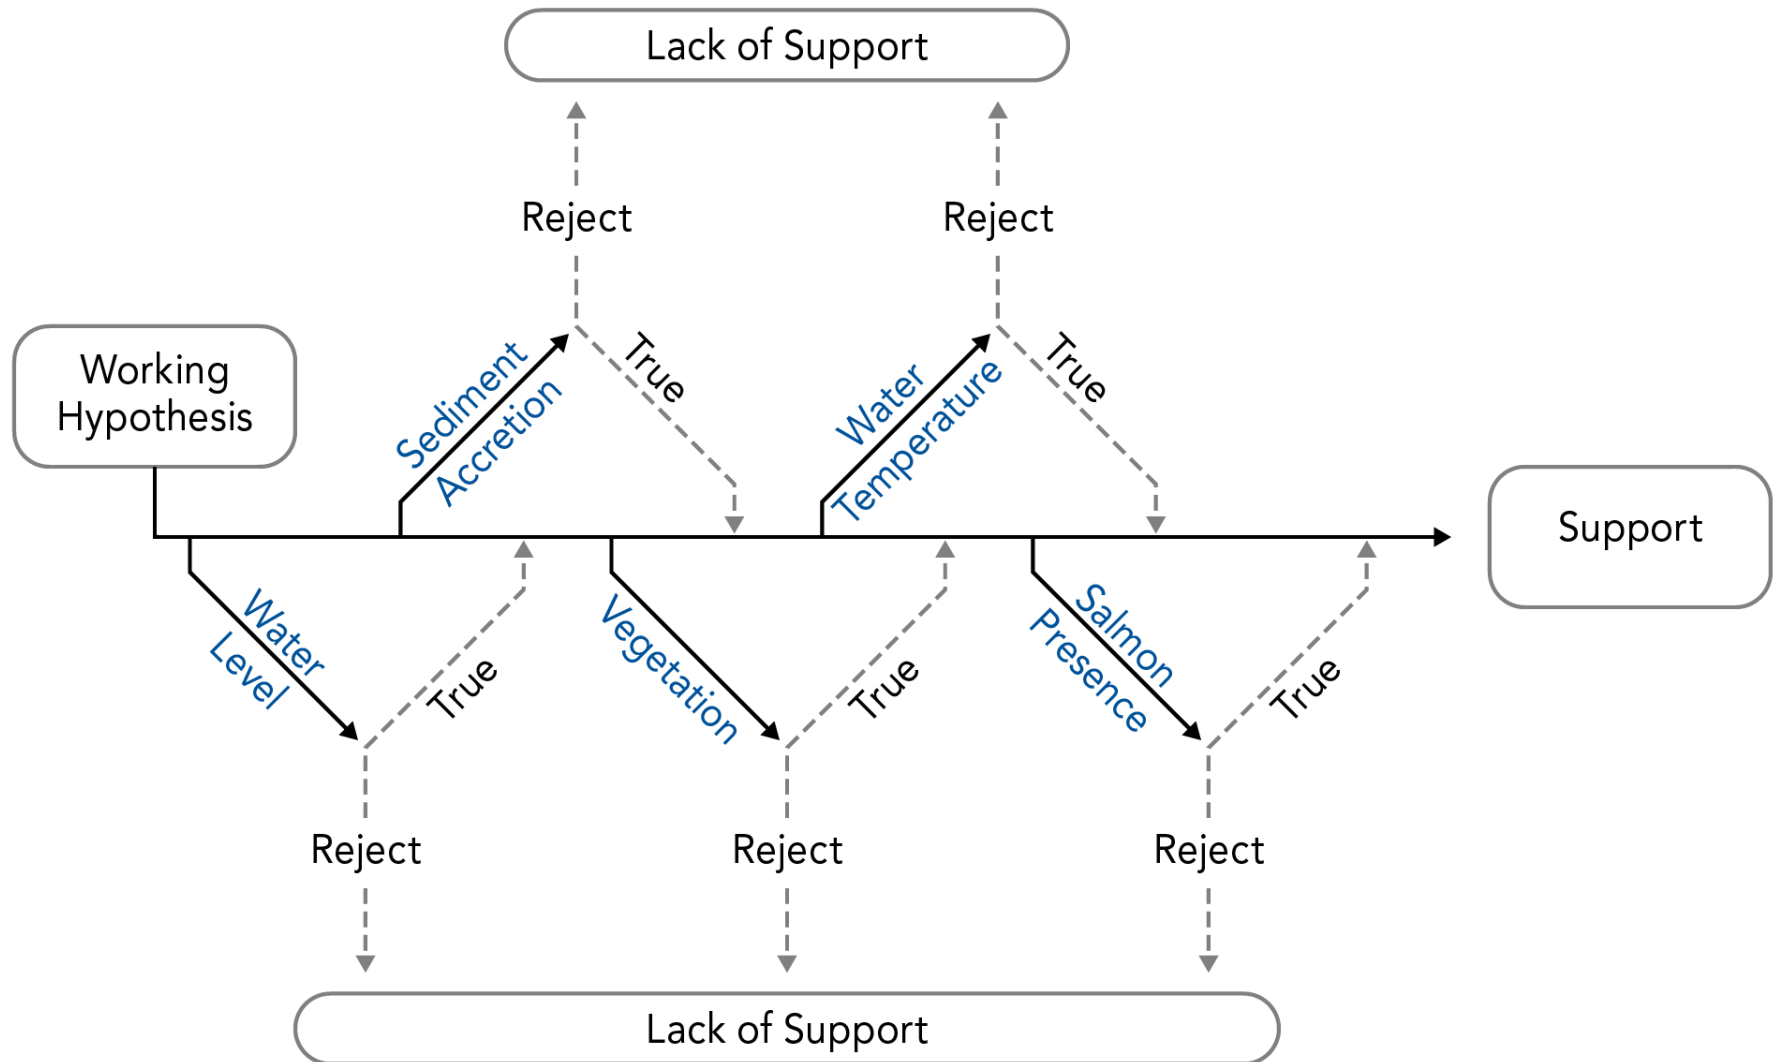 Lack of Support
Reject
Reject
Working
Hypothesis
Sediment
Accretion
True
Water
Temperature
True
Support
Water
Level
True
Vegetation
True
Salmon
Presence
True
Reject
Reject
Reject
Lack of Support